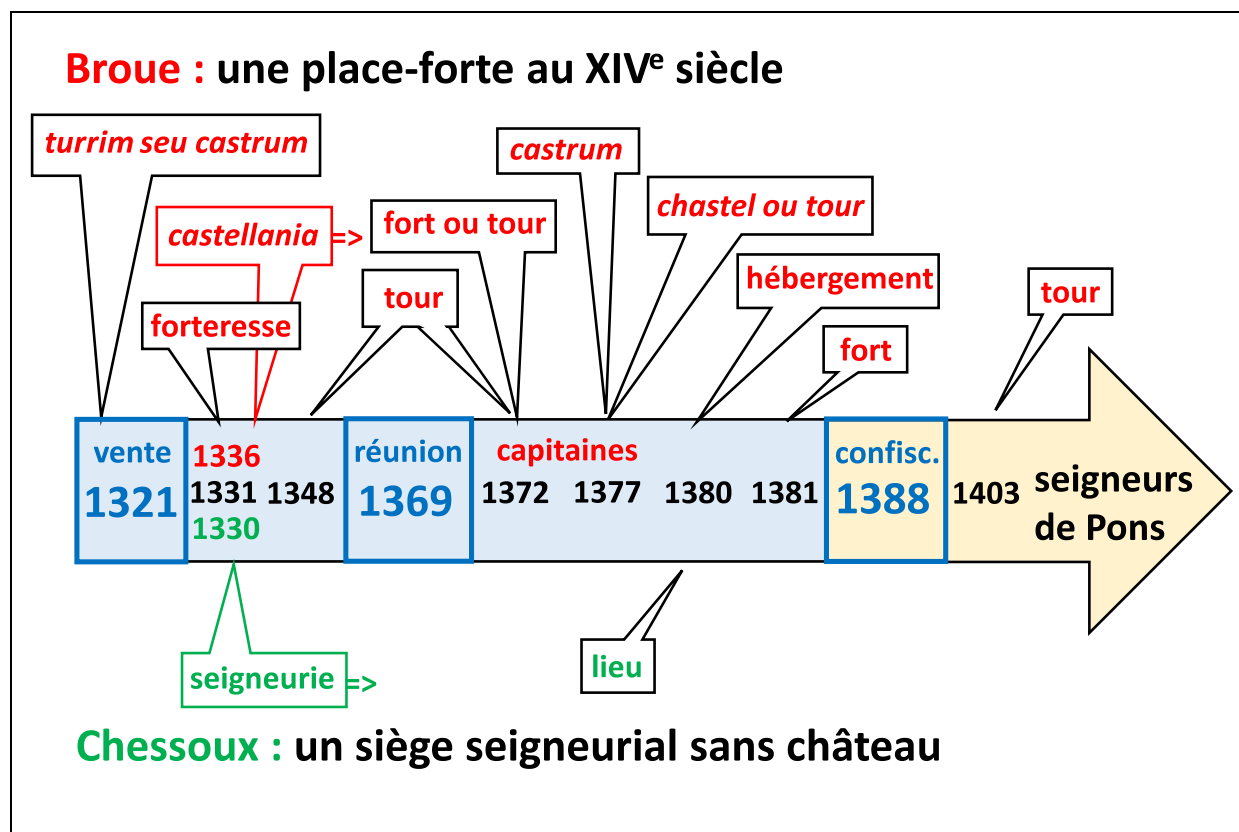 Broue : une place-forte au XIVe siècle
turrim seu castrum
castrum
castellania =>
fort ou tour
chastel ou tour
forteresse
tour
hébergement
tour
fort
vente
1321
1336
1331
1330
1348
réunion
1369
capitaines
1372
1377
1380
1381
confisc.
1388
1403
seigneurs
de Pons
seigneurie =>
lieu
Chessoux : un siège seigneurial sans château